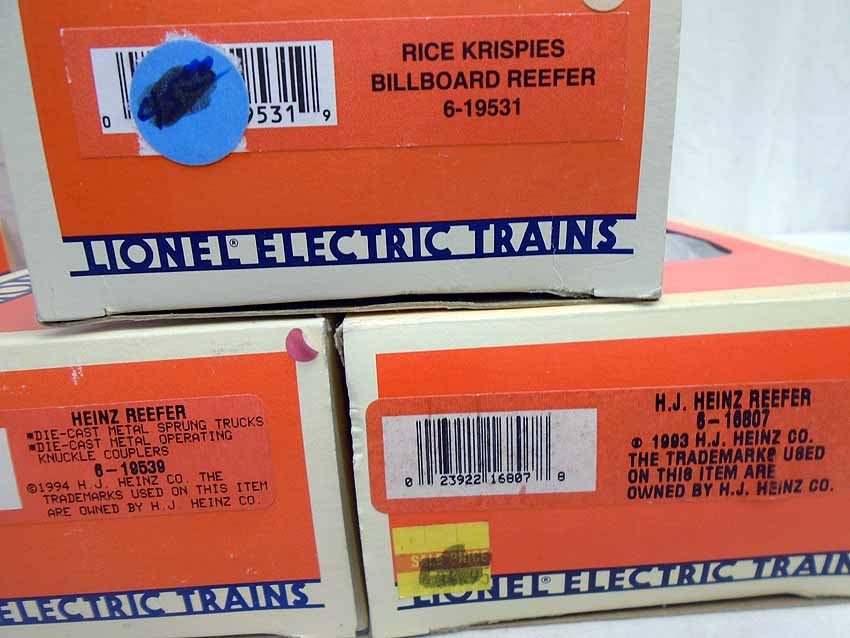 RICE KRISPIES
BILLBOARD REEFER
6-19531
0 9531 9
LIONEL® ELECTRIC TRAINS
HEINZ REEFER
*DIE-CAST METAL SPRUNG TRUCKS
*DIE-CAST METAL OPERATING
KNUCKLE COUPLERS
6-19539
©1994 H.J. HEINZ CO. THE
TRADEMARKS USED ON THIS ITEM
ARE OWNED BY H.J HEINZ CO.
ELECTRIC TRAINS
H.J. HEINZ REEFER
6-16807
© 1993 H.J. HEINZ CO.
THE TRADEMARKS USED
ON THIS ITEM ARE
OWNED BY H.J. HEINZ CO.
0 23922 16807 8
SALE PRICE
LIONEL® ELECTRIC TRAIN